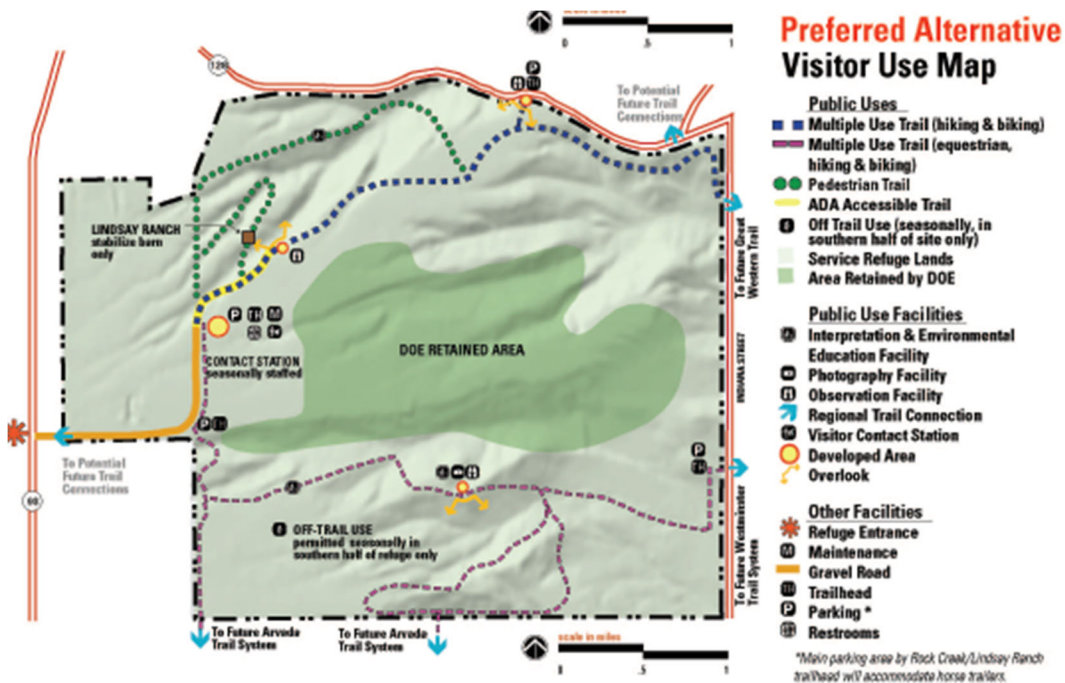 0 .5 1
128
P
TH
To Potential
Future Trail
Connections
LINDSAY RANCH
stabilize barn
only
P TH M
CONTACT STATION
seasonally staffed
DOE RETAINED AREA
To Future Great
Western Trail
INDIANA STREET
P TH
To Potential
Future Trail
Connections
P
TH
OFF-TRAIL USE
permitted seasonally in
southern half of refuge only
To Future Westminster
Trail System
To Future Arvada
Trail System
To Future Arvada
Trail System
scale in miles
0 .5 1
Preferred Alternative
Visitor Use Map
Public Uses
Multiple Use Trail (hiking & biking)
Multiple Use Trail (equestrian,
hiking & biking)
Pedestrian Trail
ADA Accessible Trail
Off Trail Use (seasonally, in
southern half of site only)
Service Refuge Lands
Area Retained by DOE
Public Use Facilities
Interpretation & Environmental
Education Facility
Photography Facility
Observation Facility
Regional Trail Connection
Visitor Contact Station
Developed Area
Overlook
Other Facilities
Refuge Entrance
M Maintenance
Gravel Road
TH Trailhead
P Parking *
Restrooms
*Main parking area by Rock Creek/Lindsay Ranch
trailhead will accommodate horse trailers.